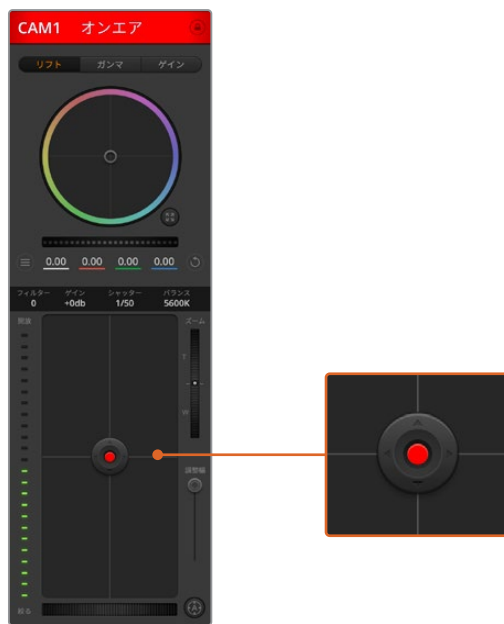 CAM1 オンエア
リフト ガンマ ゲイン
0.00 0.00 0.00 0.00
フィルター ゲイン シャッター バランス
0 +0db 1/50 5600K
開放 ズーム
T
W
調整幅
絞る
A